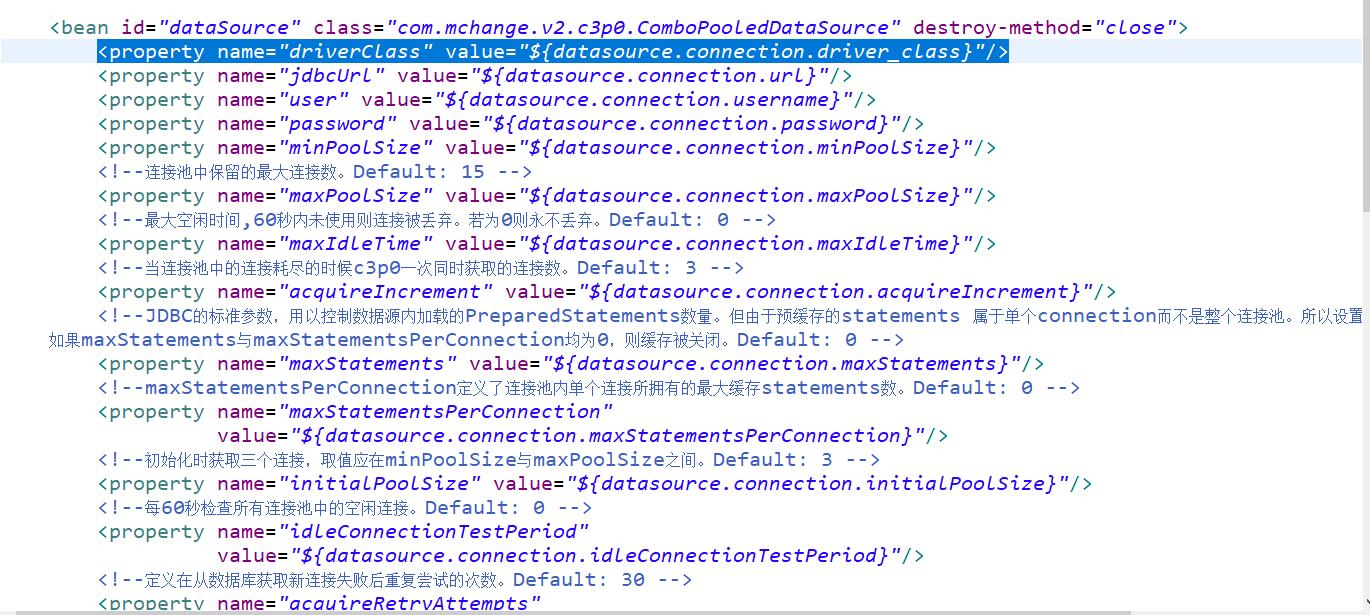 <bean id="dataSource" class="com.mchange.v2.c3p0.ComboPooledDataSource" destroy-method="close">
<property name="driverClass" value="${datasource.connection.driver_class}"/>
<property name="jdbcUrl" value="${datasource.connection.url}"/>
<property name="user" value="${datasource.connection.username}"/>
<property name="password" value="${datasource.connection.password}"/>
<property name="minPoolSize" value="${datasource.connection.minPoolSize}"/>
<!--连接池中保留的最大连接数。Default: 15 -->
<property name="maxPoolSize" value="${datasource.connection.maxPoolSize}"/>
<!--最大空闲时间,60秒内未使用则连接被丢弃。若为0则永不丢弃。Default: 0 -->
<property name="maxIdleTime" value="${datasource.connection.maxIdleTime}"/>
<!--当连接池中的连接耗尽的时候c3p0一次同时获取的连接数。Default: 3 -->
<property name="acquireIncrement" value="${datasource.connection.acquireIncrement}"/>
<!--JDBC的标准参数，用以控制数据源内加载的PreparedStatements数量。但由于预缓存的statements 属于单个connection而不是整个连接池。所以设置
如果maxStatements与maxStatementsPerConnection均为0，则缓存被关闭。Default: 0 -->
<property name="maxStatements" value="${datasource.connection.maxStatements}"/>
<!--maxStatementsPerConnection定义了连接池内单个连接所拥有的最大缓存statements数。Default: 0 -->
<property name="maxStatementsPerConnection"
value="${datasource.connection.maxStatementsPerConnection}"/>
<!--初始化时获取三个连接，取值应在minPoolSize与maxPoolSize之间。Default: 3 -->
<property name="initialPoolSize" value="${datasource.connection.initialPoolSize}"/>
<!--每60秒检查所有连接池中的空闲连接。Default: 0 -->
<property name="idleConnectionTestPeriod"
value="${datasource.connection.idleConnectionTestPeriod}"/>
<!--定义在从数据库获取新连接失败后重复尝试的次数。Default: 30 -->
<property name="acquireRetryAttempts"